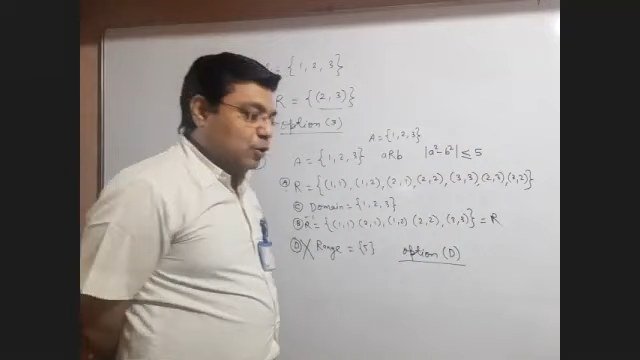 = {1, 2, 3}
R = {(2, 3)}
option (D)
A = {1, 2, 3}
A = {1, 2, 3} aRb |a²-b²| ≤ 5
(A) R = {(1,1), (1,2), (2,1), (2,2), (3,3), (2,3), (3,2)}
(C) Domain = {1, 2, 3}
(B) R⁻¹ = {(1,1) (2,1), (1,2) (2,2), (3,3)} = R
(D) X Range = {5} option (D)